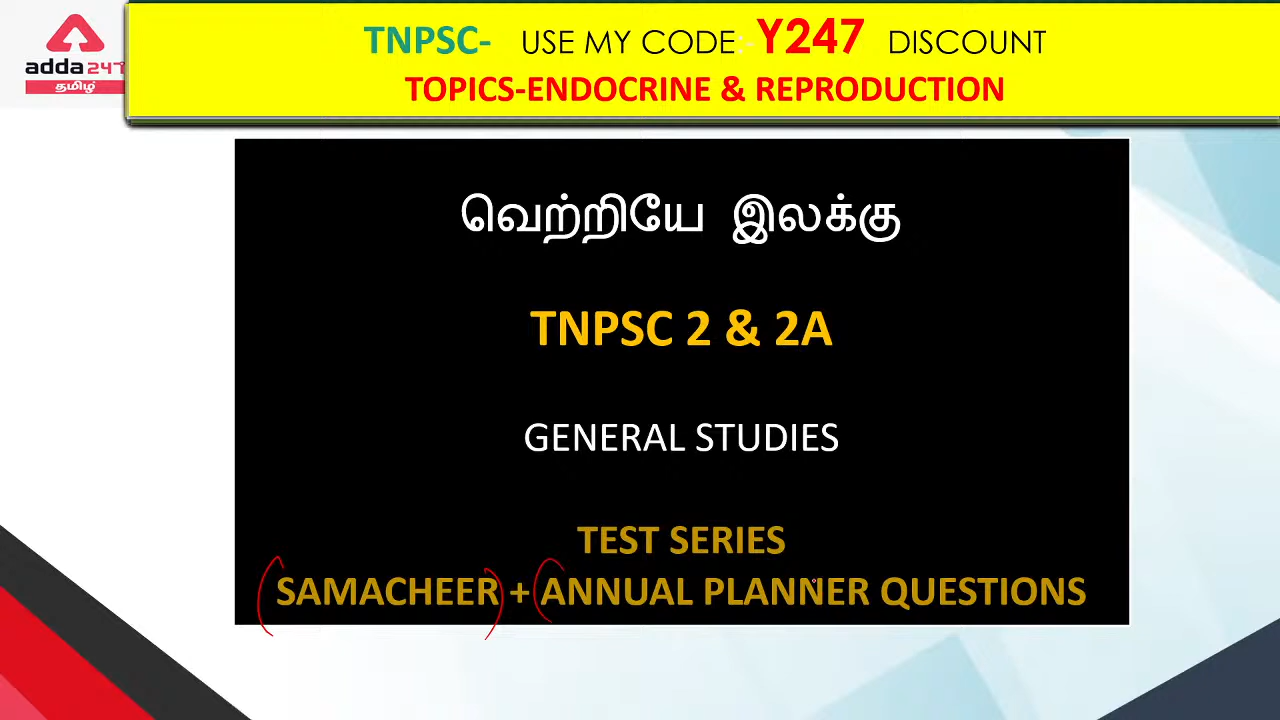 adda247
தமிழ்
TNPSC- USE MY CODE:- Y247 DISCOUNT
TOPICS-ENDOCRINE & REPRODUCTION
வெற்றியே இலக்கு
TNPSC 2 & 2A
GENERAL STUDIES
TEST SERIES
SAMACHEER + ANNUAL PLANNER QUESTIONS